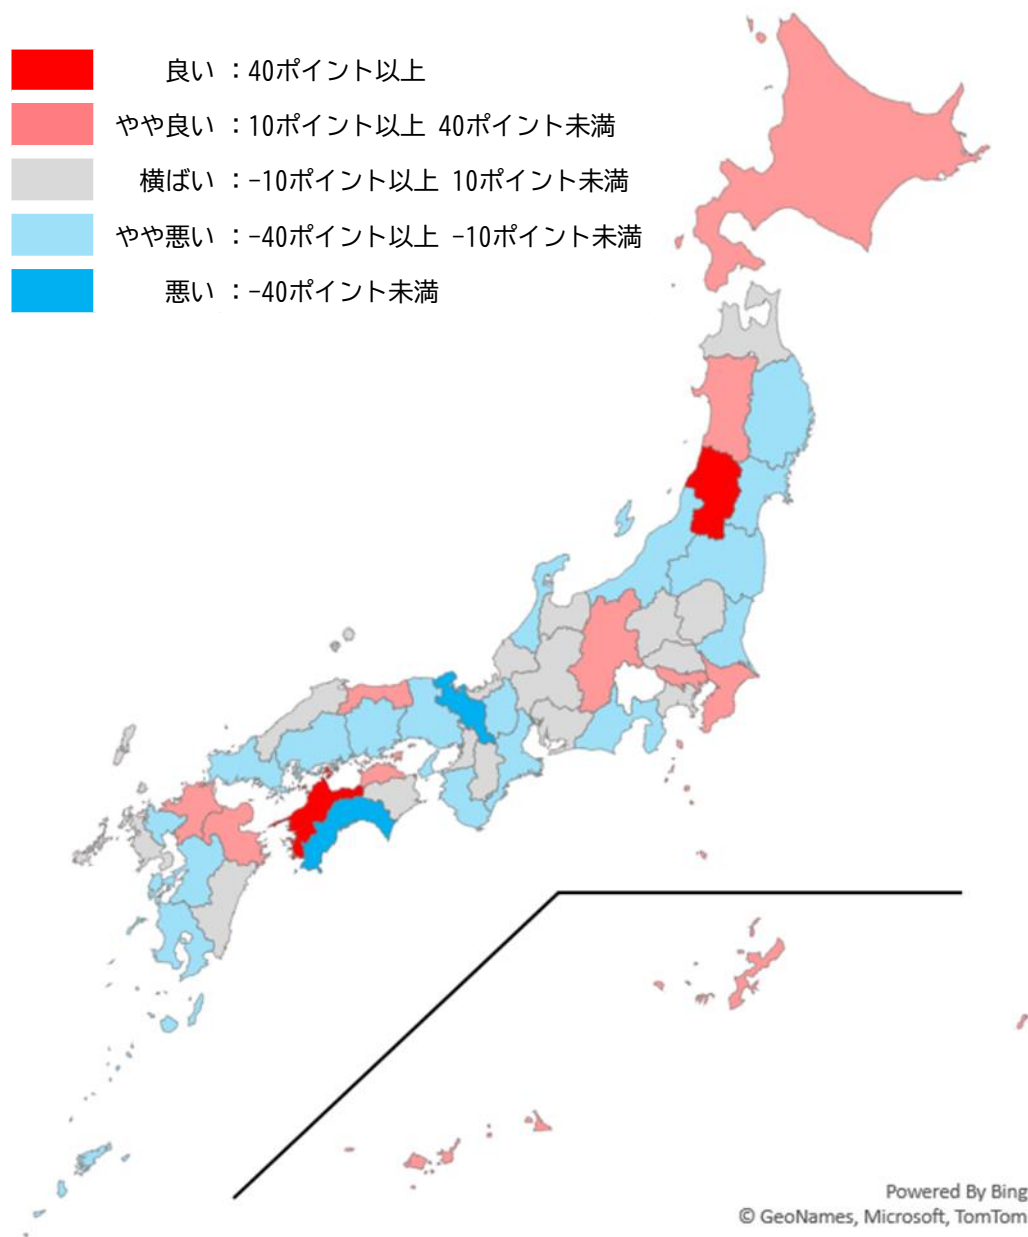 良い ：40ポイント以上
やや良い ：10ポイント以上 40ポイント未満
横ばい ：-10ポイント以上 10ポイント未満
やや悪い ：-40ポイント以上 -10ポイント未満
悪い ：-40ポイント未満
Powered By Bing
© GeoNames, Microsoft, TomTom